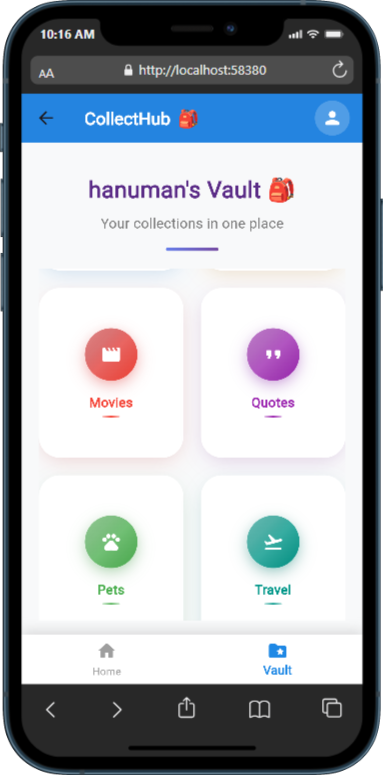 10:16 AM
AA http://localhost:58380
CollectHub
hanuman's Vault
Your collections in one place
Movies Quotes
Pets Travel
Home Vault